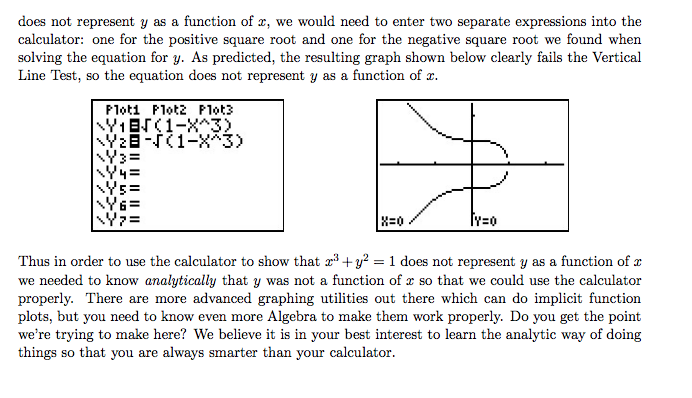 does not represent y as a function of x, we would need to enter two separate expressions into the
calculator: one for the positive square root and one for the negative square root we found when
solving the equation for y. As predicted, the resulting graph shown below clearly fails the Vertical
Line Test, so the equation does not represent y as a function of x.
Plot1 Plot2 Plot3
\Y1=√(1-X^3)
\Y2=-√(1-X^3)
\Y3=
\Y4=
\Y5=
\Y6=
\Y7=
X=0 Y=0
Thus in order to use the calculator to show that x³ + y² = 1 does not represent y as a function of x
we needed to know analytically that y was not a function of x so that we could use the calculator
properly. There are more advanced graphing utilities out there which can do implicit function
plots, but you need to know even more Algebra to make them work properly. Do you get the point
we're trying to make here? We believe it is in your best interest to learn the analytic way of doing
things so that you are always smarter than your calculator.